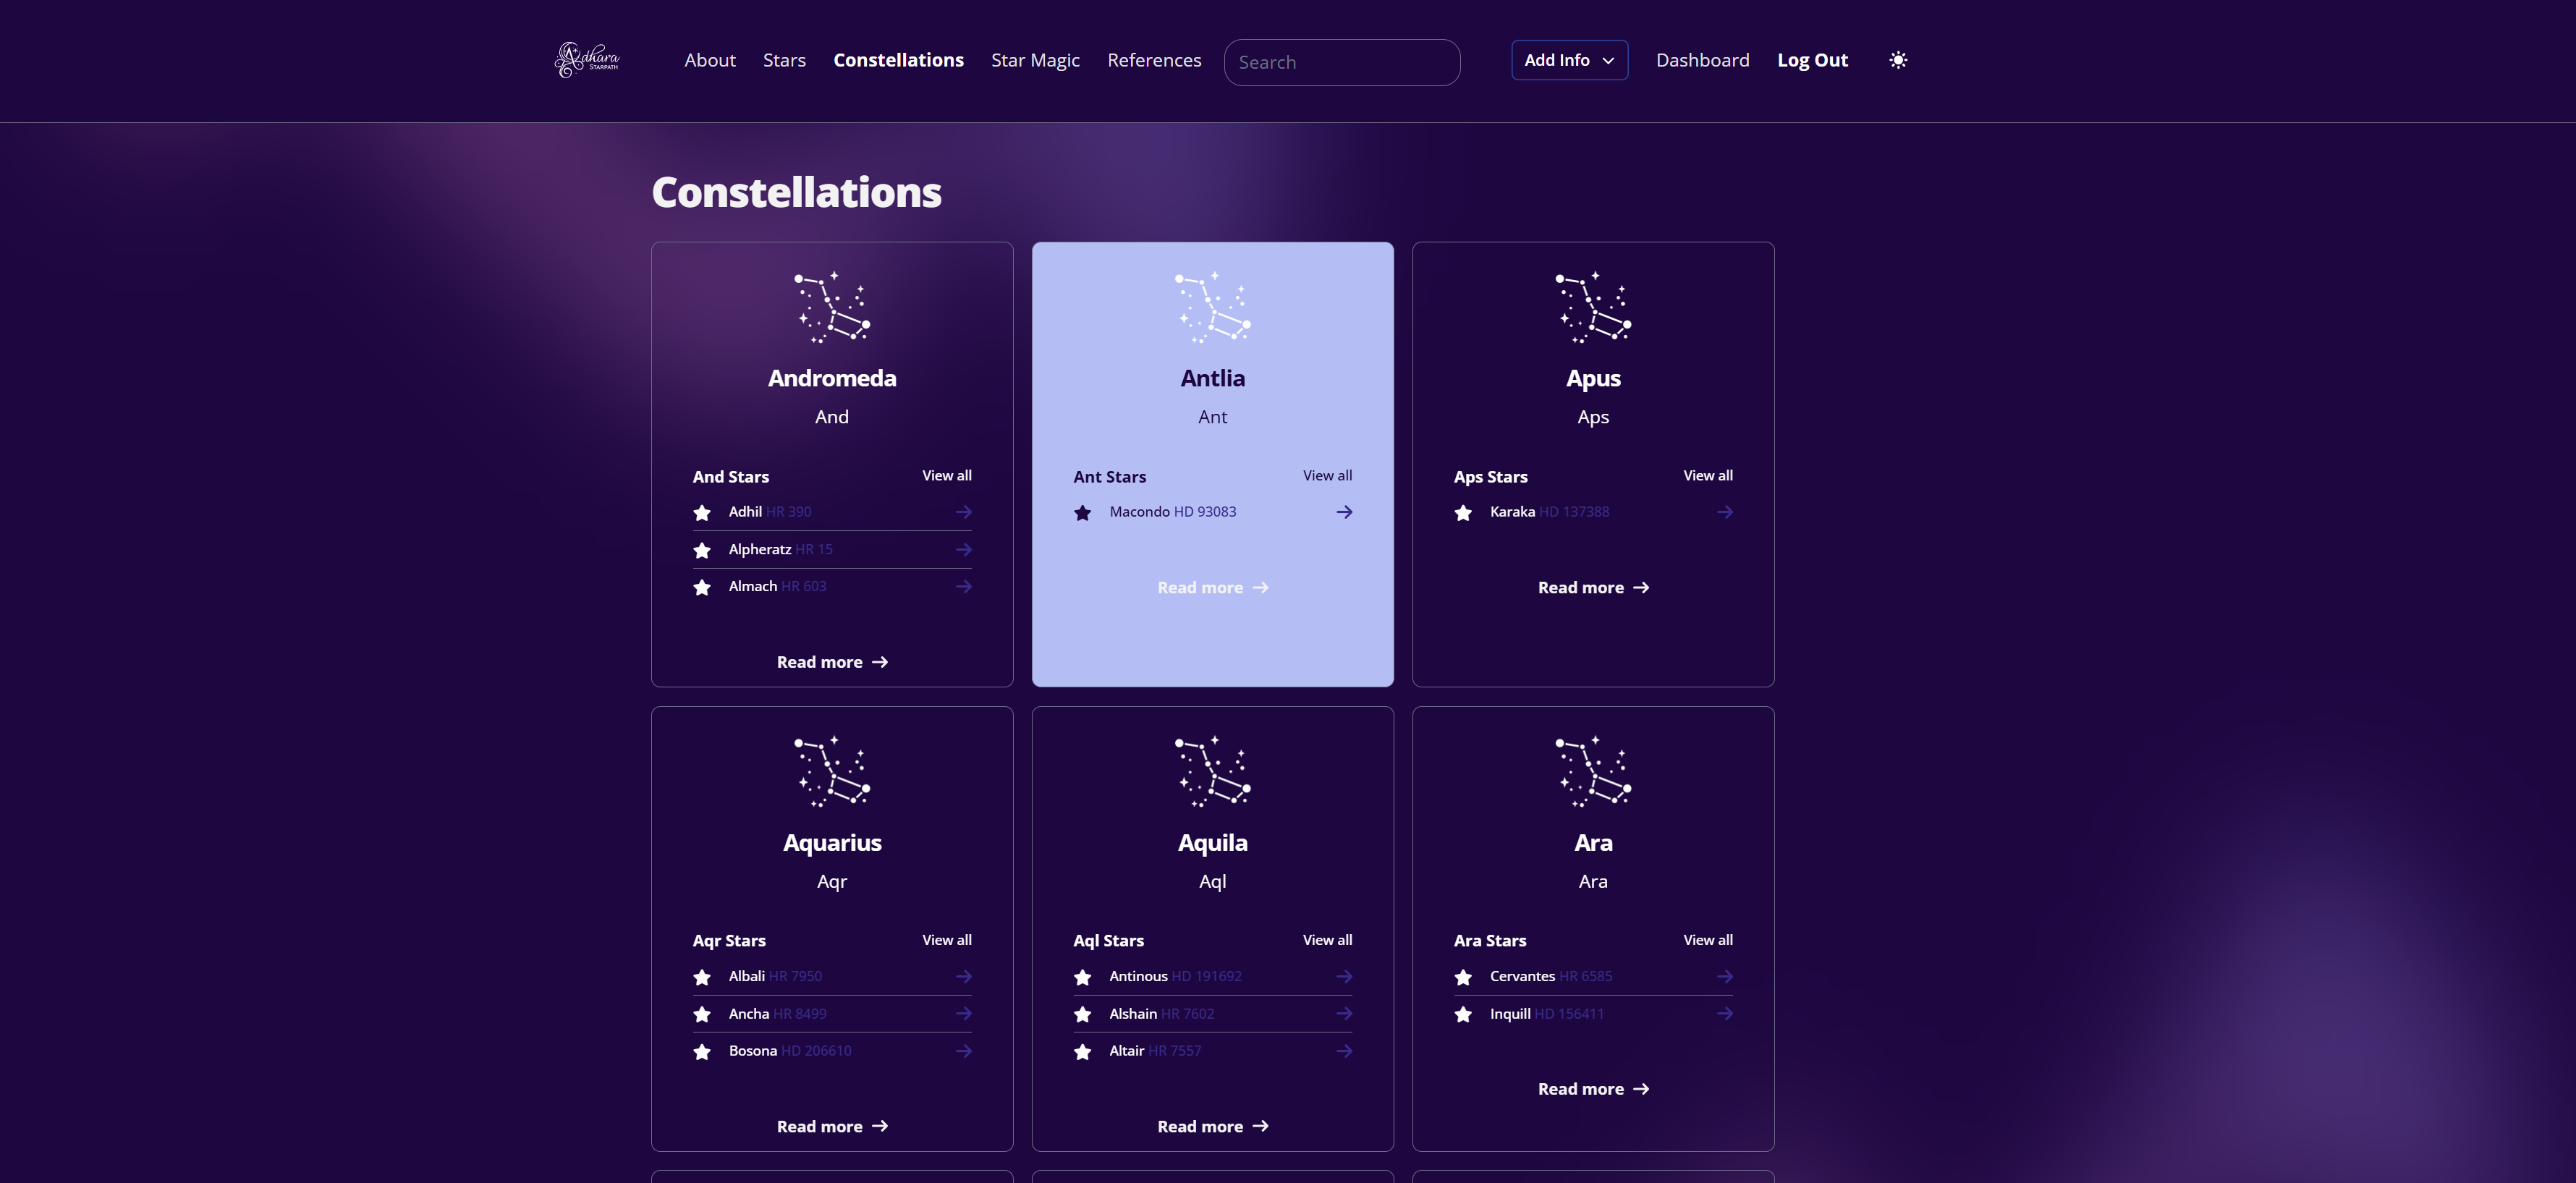 Adhara
STARPATH
About Stars Constellations Star Magic References Search Add Info Dashboard Log Out
Constellations
Andromeda
And
And Stars View all
Adhil HR 390
Alpheratz HR 15
Almach HR 603
Read more
Antlia
Ant
Ant Stars View all
Macondo HD 93083
Read more
Apus
Aps
Aps Stars View all
Karaka HD 137388
Read more
Aquarius
Aqr
Aqr Stars View all
Albali HR 7950
Ancha HR 8499
Bosona HD 206610
Read more
Aquila
Aql
Aql Stars View all
Antinous HD 191692
Alshain HR 7602
Altair HR 7557
Read more
Ara
Ara
Ara Stars View all
Cervantes HR 6585
Inquill HD 156411
Read more